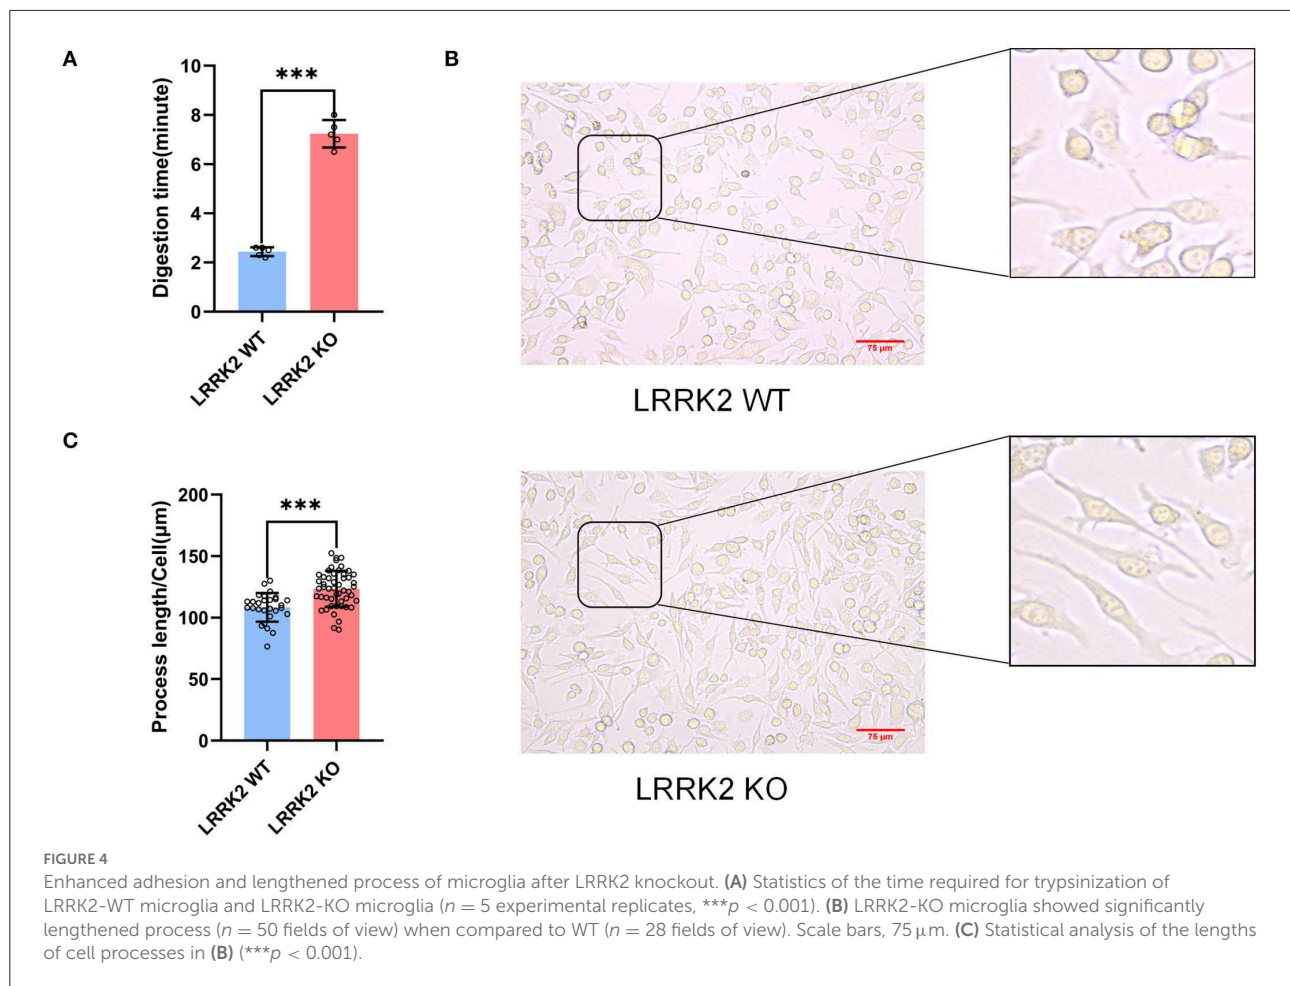 A
10
8
6
4
2
0
Digestion time(minute)
***
LRRK2 WT
LRRK2 KO
B
75 µm
LRRK2 WT
C
200
150
100
50
0
Process length/Cell(µm)
***
LRRK2 WT
LRRK2 KO
75 µm
LRRK2 KO
FIGURE 4
Enhanced adhesion and lengthened process of microglia after LRRK2 knockout. (A) Statistics of the time required for trypsinization of
LRRK2-WT microglia and LRRK2-KO microglia (n = 5 experimental replicates, ***p < 0.001). (B) LRRK2-KO microglia showed significantly
lengthened process (n = 50 fields of view) when compared to WT (n = 28 fields of view). Scale bars, 75 µm. (C) Statistical analysis of the lengths
of cell processes in (B) (***p < 0.001).